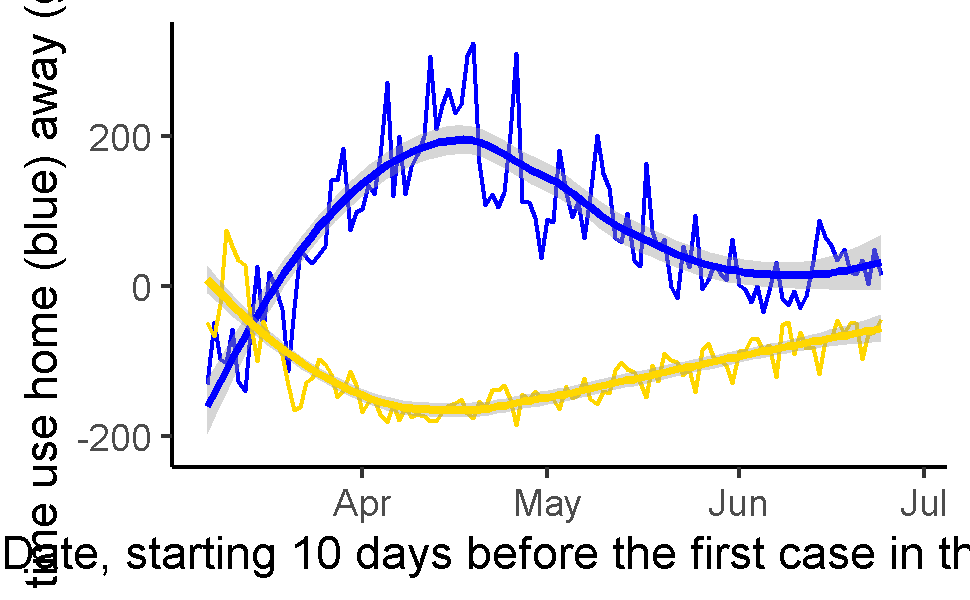 time use home (blue) away (
200
0
-200
Apr May Jun Jul
Date, starting 10 days before the first case in th